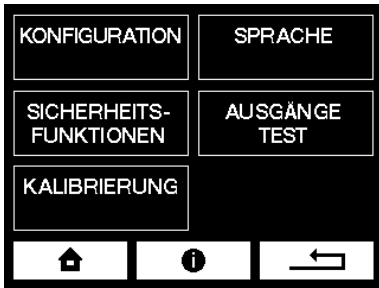 KONFIGURATION
SPRACHE
SICHERHEITS-
FUNKTIONEN
AUSGÄNGE
TEST
KALIBRIERUNG